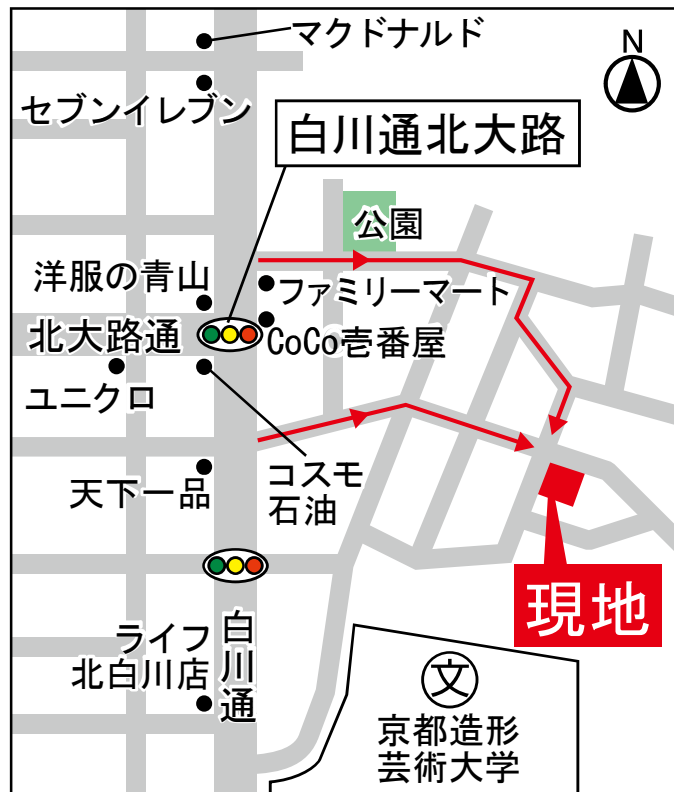 マクドナルド
N
セブンイレブン
白川通北大路
公園
洋服の青山
ファミリーマート
北大路通
CoCo壱番屋
ユニクロ
天下一品
コスモ
石油
現地
ライフ
北白川店
白川通
文
京都造形
芸術大学